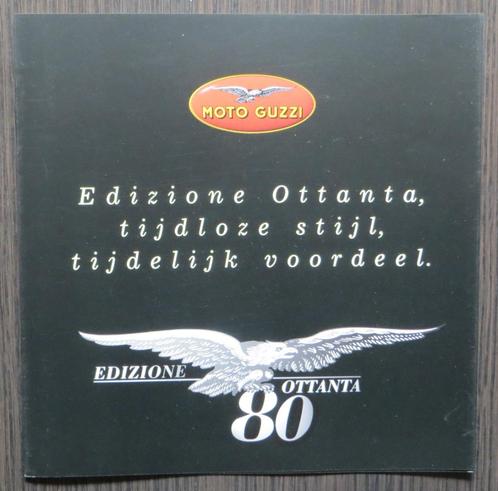 MOTO GUZZI
Edizione Ottanta,
tijdloze stijl,
tijdelijk voordeel.
EDIZIONE
OTTANTA
80